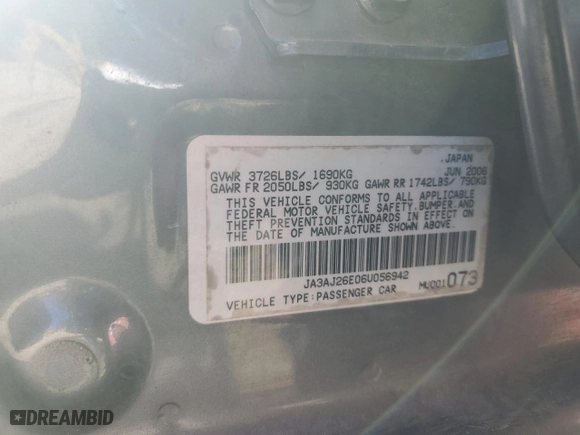 JAPAN
GVWR 3726LBS/ 1690KG JUN 2006
GAWR FR 2050LBS/ 930KG GAWR RR 1742LBS/ 790KG
THIS VEHICLE CONFORMS TO ALL APPLICABLE
FEDERAL MOTOR VEHICLE SAFETY,BUMPER,AND
THEFT PREVENTION STANDARDS IN EFFECT ON
THE DATE OF MANUFACTURE SHOWN ABOVE.
JA3AJ26E06U056942
VEHICLE TYPE:PASSENGER CAR MU001073
DREAMBID